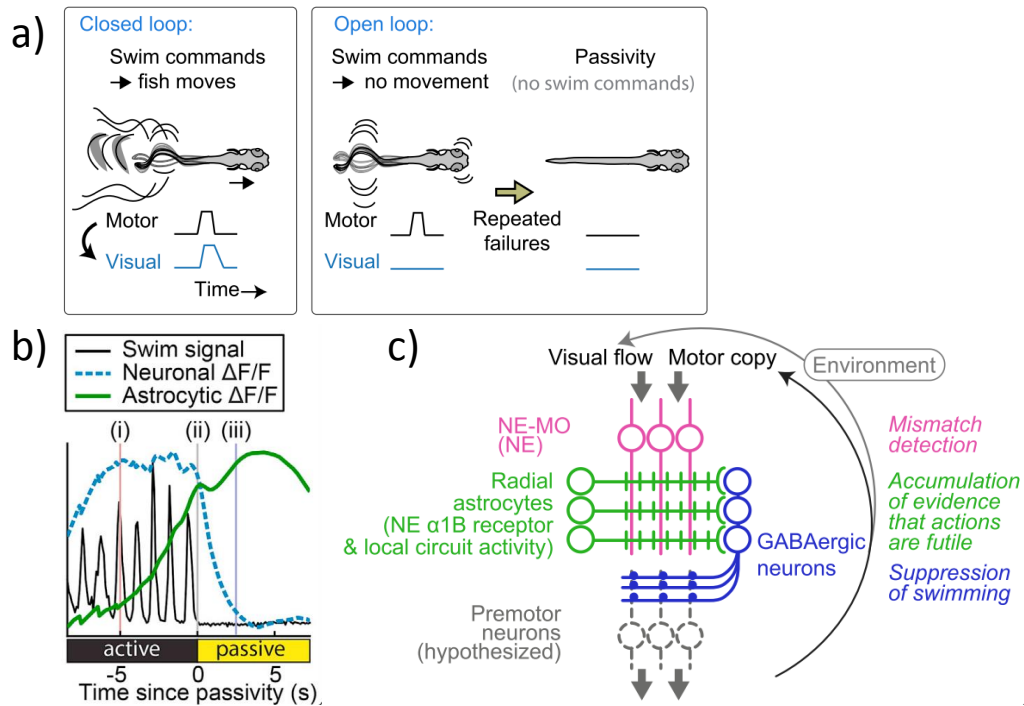 a)
Closed loop:
Swim commands
→ fish moves
Motor
Visual
Time→
Open loop:
Swim commands
→ no movement
Passivity
(no swim commands)
Motor
Visual
Repeated
failures
b)
Swim signal
Neuronal ΔF/F
Astrocytic ΔF/F
(i) (ii) (iii)
active passive
-5 0 5
Time since passivity (s)
c)
Visual flow Motor copy
Environment
NE-MO
(NE)
Radial
astrocytes
(NE α1B receptor
& local circuit activity)
GABAergic
neurons
Premotor
neurons
(hypothesized)
Mismatch
detection
Accumulation
of evidence
that actions
are futile
Suppression
of swimming